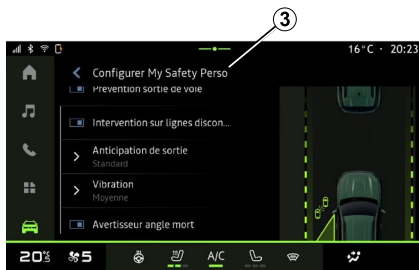 3
16°C · 20:23
Configurer My Safety Perso
Prévention sortie de voie
Intervention sur lignes discon...
Anticipation de sortie
Standard
Vibration
Moyenne
Avertisseur angle mort
20°5 5 A/C